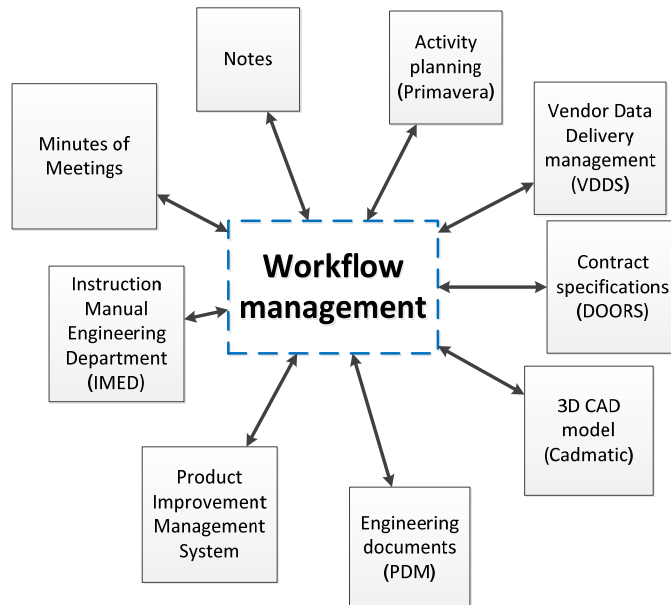 Notes
Activity
planning
(Primavera)
Vendor Data
Delivery
management
(VDDS)
Minutes of
Meetings
Workflow
management
Contract
specifications
(DOORS)
Instruction
Manual
Engineering
Department
(IMED)
3D CAD
model
(Cadmatic)
Product
Improvement
Management
System
Engineering
documents
(PDM)